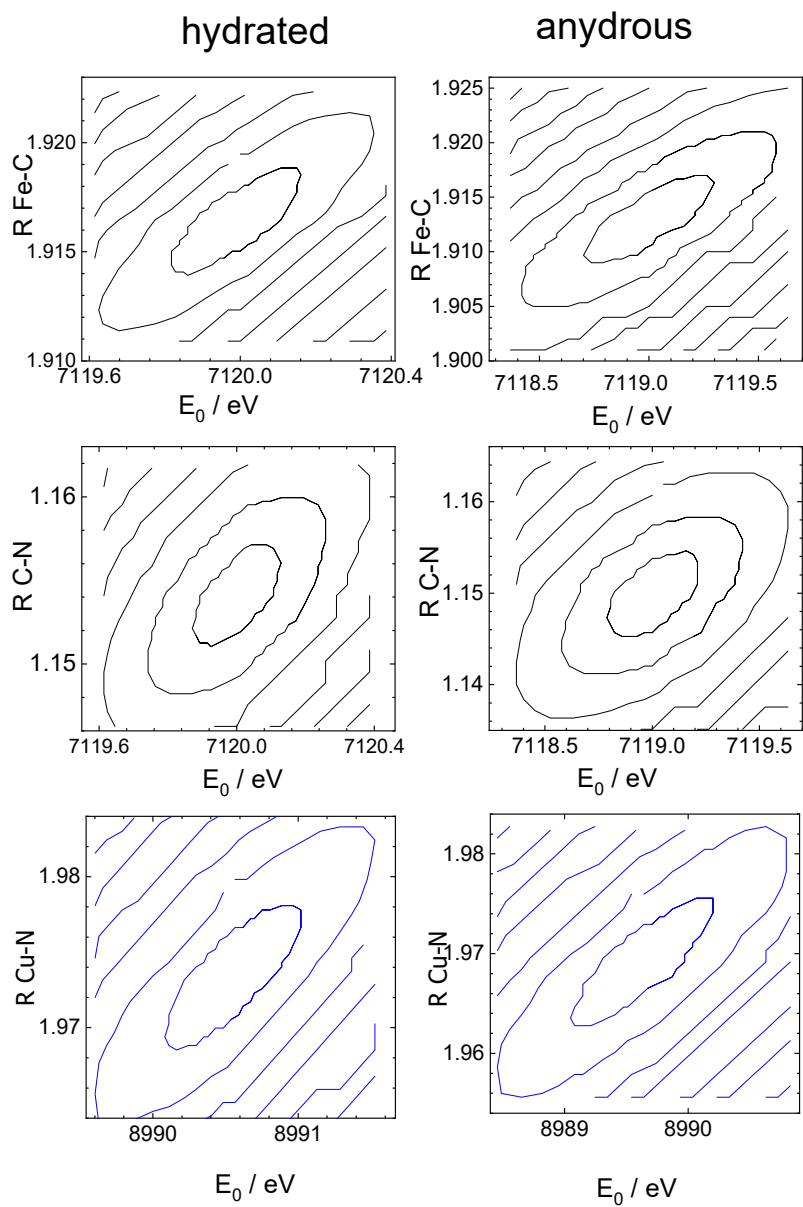 hydrated
anydrous
1.920
1.915
1.910
R Fe-C
7119.6 7120.0 7120.4
E0 / eV
1.925
1.920
1.915
1.910
1.905
1.900
R Fe-C
7118.5 7119.0 7119.5
E0 / eV
1.16
1.15
R C-N
7119.6 7120.0 7120.4
E0 / eV
1.16
1.15
1.14
R C-N
7118.5 7119.0 7119.5
E0 / eV
1.98
1.97
R Cu-N
8990 8991
E0 / eV
1.98
1.97
1.96
R Cu-N
8989 8990
E0 / eV